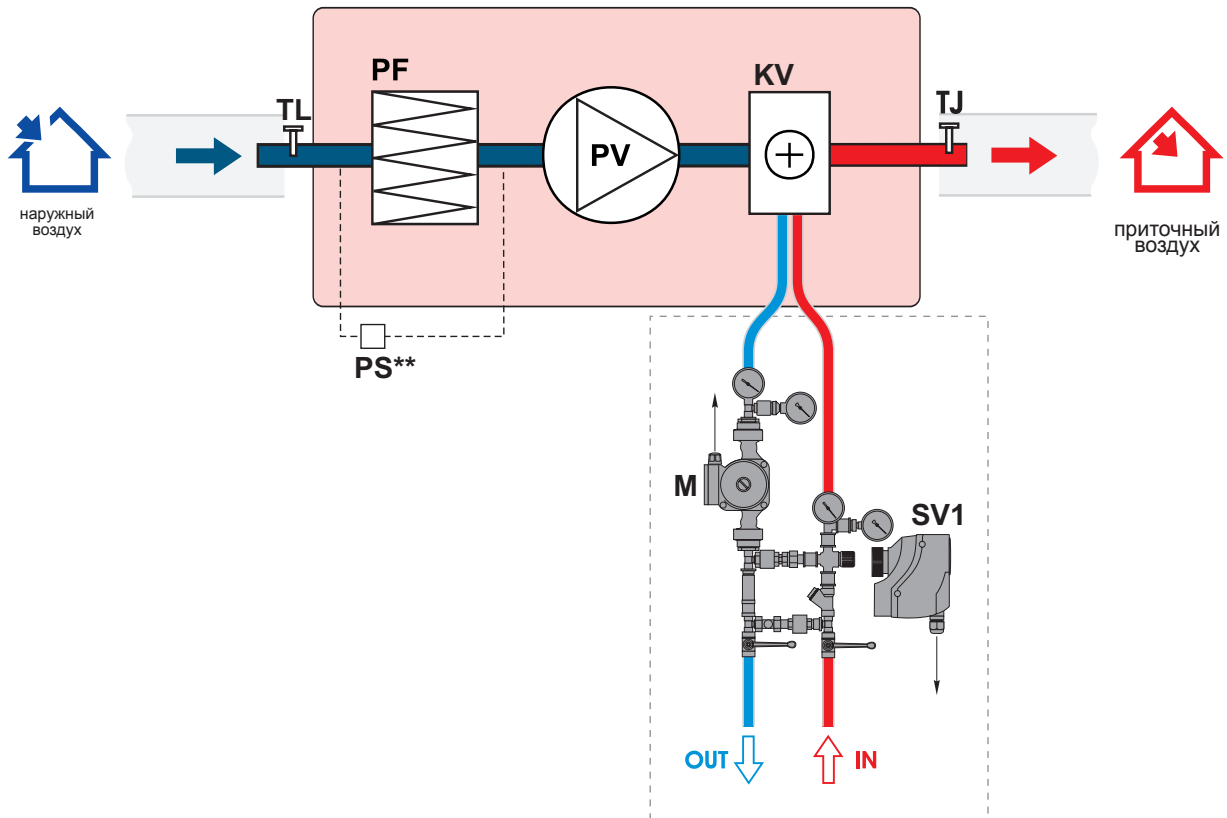 PF
KV
TL
TJ
PV
наружный
воздух
приточный
воздух
PS**
M
SV1
OUT
IN